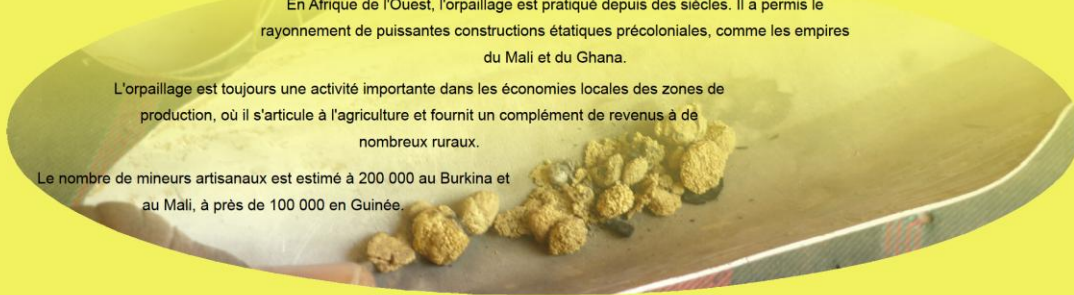 En Afrique de l'Ouest, l'orpaillage est pratiqué depuis des siècles. Il a permis le
rayonnement de puissantes constructions étatiques précoloniales, comme les empires
du Mali et du Ghana.
L'orpaillage est toujours une activité importante dans les économies locales des zones de
production, où il s'articule à l'agriculture et fournit un complément de revenus à de
nombreux ruraux.
Le nombre de mineurs artisanaux est estimé à 200 000 au Burkina et
au Mali, à près de 100 000 en Guinée.